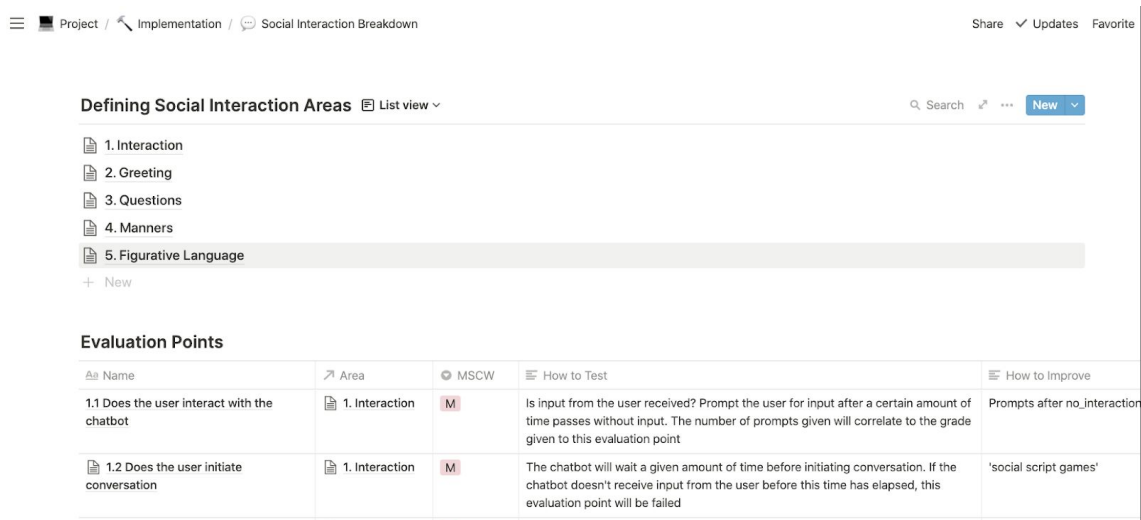 Project / Implementation / Social Interaction Breakdown
Share Updates Favorite
Defining Social Interaction Areas List view
Search New
1. Interaction
2. Greeting
3. Questions
4. Manners
5. Figurative Language
New
Evaluation Points
Aa Name Area MSCW How to Test How to Improve
1.1 Does the user interact with the
chatbot
1. Interaction
M
Is input from the user received? Prompt the user for input after a certain amount of
time passes without input. The number of prompts given will correlate to the grade
given to this evaluation point
Prompts after no_interaction
1.2 Does the user initiate
conversation
1. Interaction
M
The chatbot will wait a given amount of time before initiating conversation. If the
chatbot doesn't receive input from the user before this time has elapsed, this
evaluation point will be failed
'social script games'